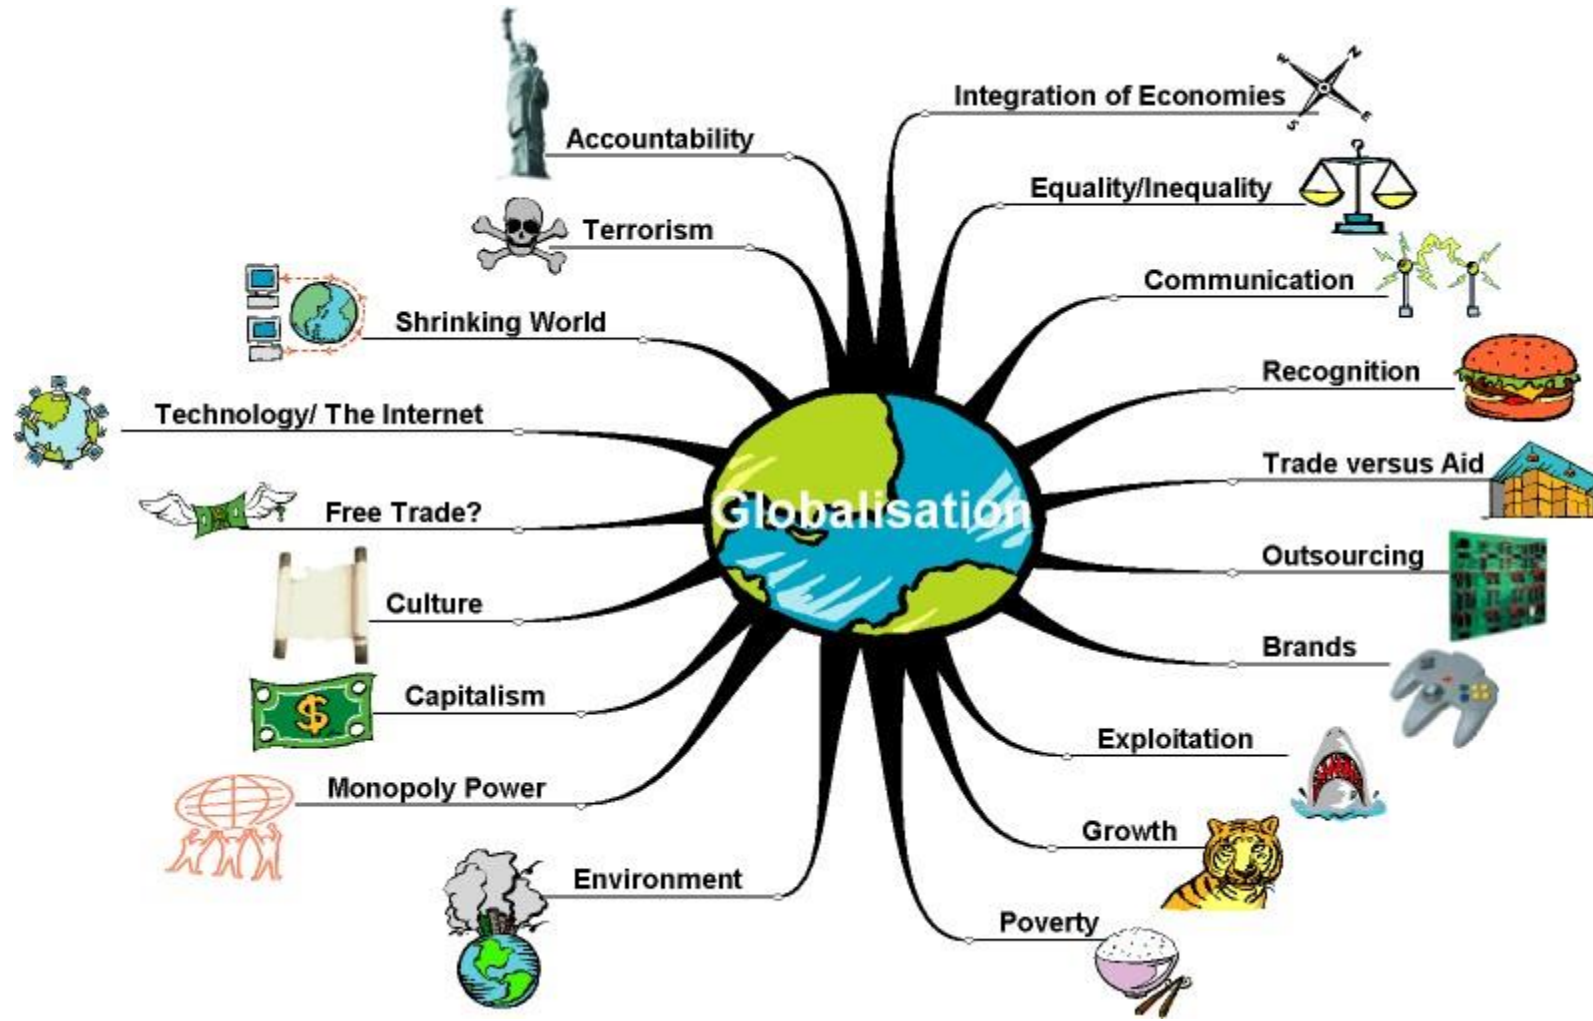 Integration of Economies
N
W
E
S
Accountability
Equality/Inequality
Terrorism
Communication
Shrinking World
Recognition
Technology/ The Internet
Trade versus Aid
Globalisation
Free Trade?
Outsourcing
Culture
Brands
Capitalism
$
Exploitation
Monopoly Power
Growth
Environment
Poverty